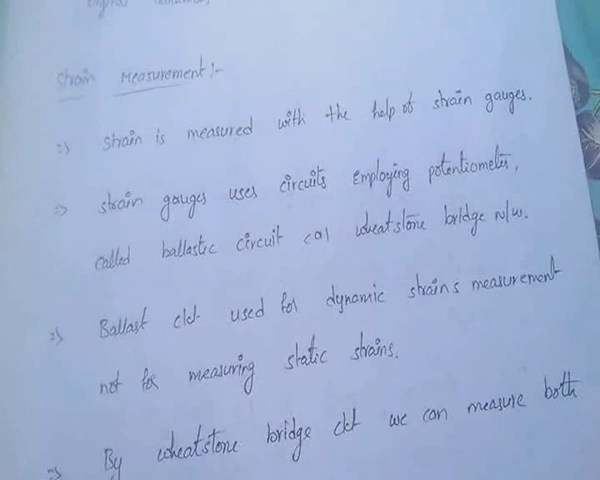 Digital
Strain Measurement :-
=> strain is measured with the help of strain gauges.
=> strain gauges uses circuits employing potentiometer,
called ballastic circuit (or) wheatstone bridge n/w.
=> Ballast ckt used for dynamic strains measurement
not for measuring static strains.
=> By wheatstone bridge ckt we can measure both